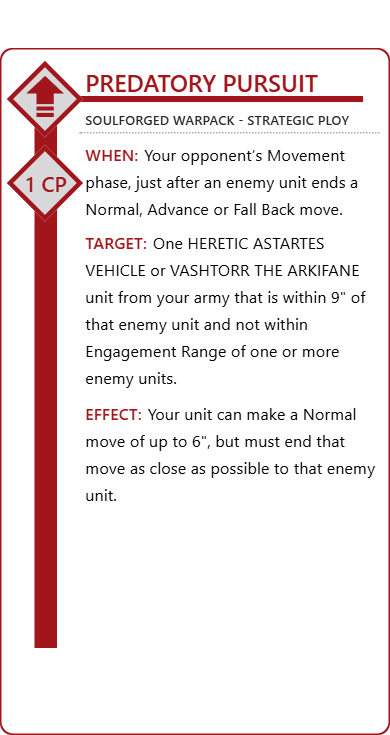 PREDATORY PURSUIT
SOULFORGED WARPACK - STRATEGIC PLOY
WHEN: Your opponent's Movement
1 CP
phase, just after an enemy unit ends a
Normal, Advance or Fall Back move.
TARGET: One HERETIC ASTARTES
VEHICLE or VASHTORR THE ARKIFANE
unit from your army that is within 9" of
that enemy unit and not within
Engagement Range of one or more
enemy units.
EFFECT: Your unit can make a Normal
move of up to 6", but must end that
move as close as possible to that enemy
unit.